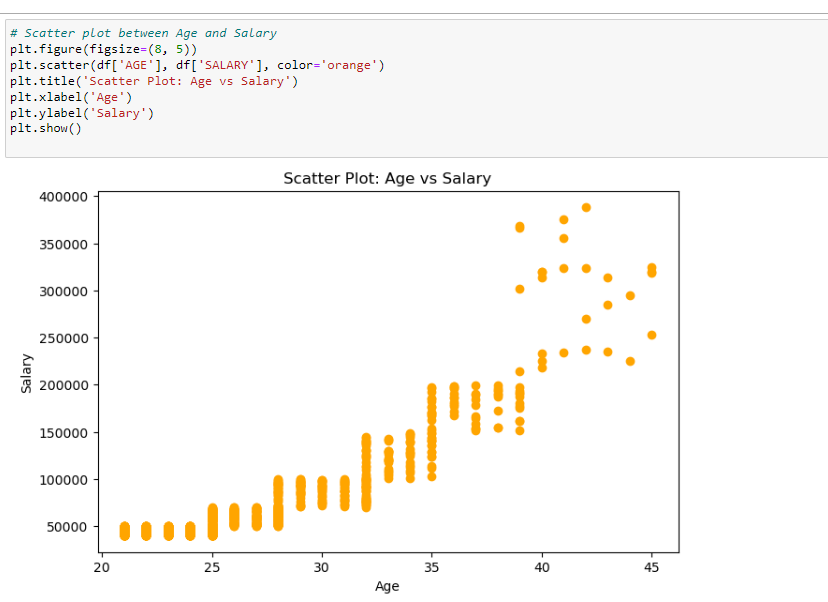 # Scatter plot between Age and Salary
plt.figure(figsize=(8, 5))
plt.scatter(df['AGE'], df['SALARY'], color='orange')
plt.title('Scatter Plot: Age vs Salary')
plt.xlabel('Age')
plt.ylabel('Salary')
plt.show()
Scatter Plot: Age vs Salary
400000
350000
300000
250000
200000
150000
100000
50000
Salary
20 25 30 35 40 45
Age